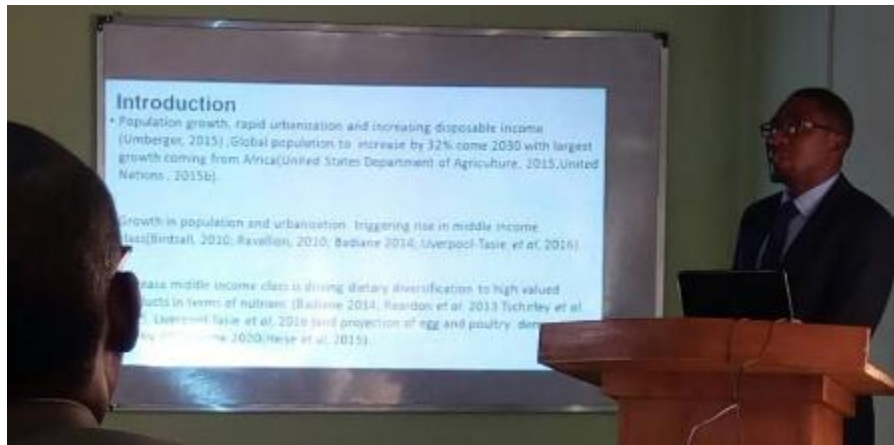 Introduction
• Population growth, rapid urbanization and increasing disposable income
(Umberger, 2015) .Global population to increase by 32% come 2030 with largest
growth coming from Africa(United States Department of Agriculture, 2015,United
Nations , 2015b).
Growth in population and urbanization triggering rise in middle income
class(Birdsall, 2010; Ravallion, 2010; Badiane 2014; Liverpool-Tasie et al, 2016)
middle income class is driving dietary diversification to high valued
in terms of nutrient (Badiane 2014, Reardon et al. 2013 Tschirley et al.
Liverpool-Tasie et al. 2016 )and projection of egg and poultry
2020(Heise et al. 2015).